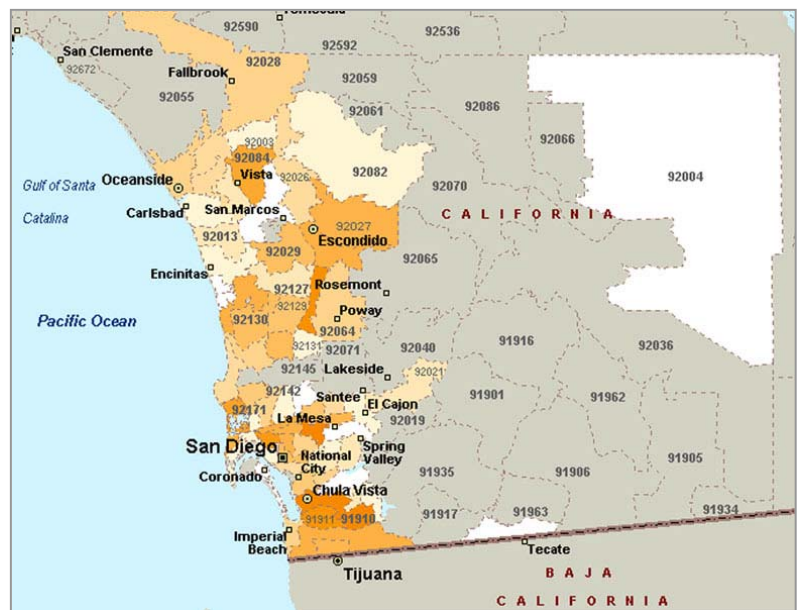 92590
92592
92536
San Clemente
92672
92028
Fallbrook
92059
92055
92061
92086
92003
92066
92084
92082
92004
Oceanside
Vista
92026
92070
Gulf of Santa
Catalina
Carlsbad
San Marcos
CALIFORNIA
92027
92013
Escondido
92029
92065
Encinitas
Rosemont
92127
92129
Pacific Ocean
92130
Poway
92064
92131
92071
92040
91916
92036
92145
Lakeside
92021
92142
Santee
91901
91962
92171
El Cajon
La Mesa
92019
San Diego
National
City
Spring
Valley
91905
Coronado
91935
91906
Chula Vista
91911
91910
91917
91963
91934
Imperial
Beach
Tecate
Tijuana
BAJA
CALIFORNIA